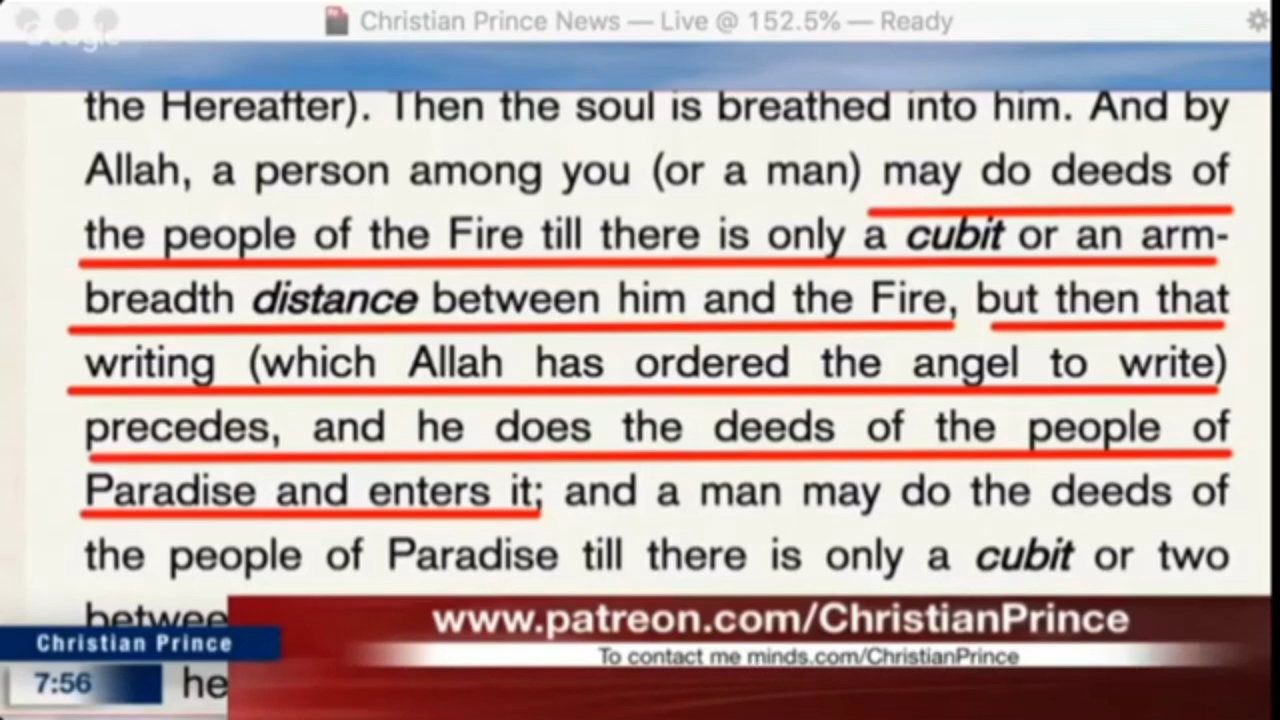 Christian Prince News — Live @ 152.5% — Ready
Google
the Hereafter). Then the soul is breathed into him. And by
Allah, a person among you (or a man) may do deeds of
the people of the Fire till there is only a cubit or an arm-
breadth distance between him and the Fire, but then that
writing (which Allah has ordered the angel to write)
precedes, and he does the deeds of the people of
Paradise and enters it; and a man may do the deeds of
the people of Paradise till there is only a cubit or two
betwee
www.patreon.com/ChristianPrince
Christian Prince
To contact me minds.com/ChristianPrince
7:56
he